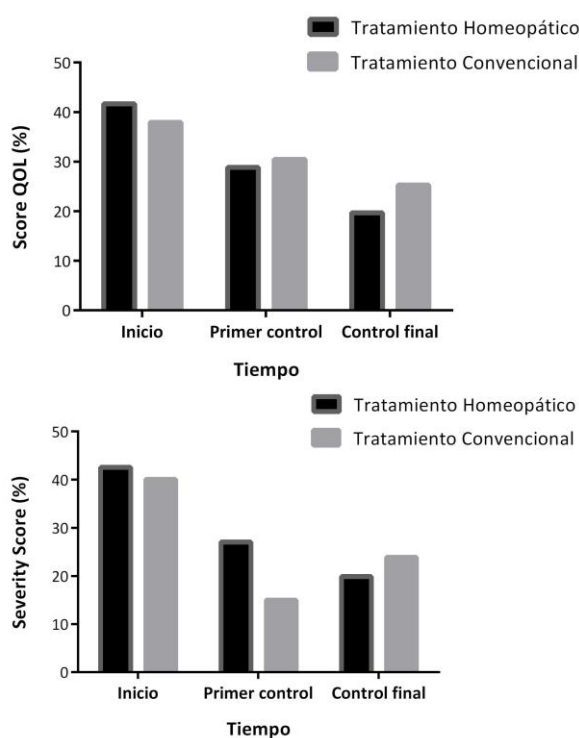 Tratamiento Homeopático
Tratamiento Convencional
Score QOL (%)
50
40
30
20
10
0
Inicio Primer control Control final
Tiempo
Tratamiento Homeopático
Tratamiento Convencional
Severity Score (%)
50
40
30
20
10
0
Inicio Primer control Control final
Tiempo